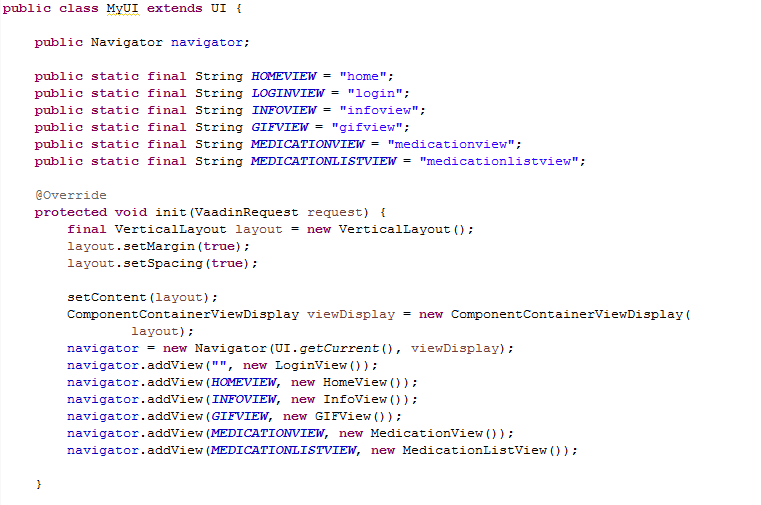 public class MyUI extends UI {
public Navigator navigator;
public static final String HOMEVIEW = "home";
public static final String LOGINVIEW = "login";
public static final String INFOVIEW = "infoview";
public static final String GIFVIEW = "gifview";
public static final String MEDICATIONVIEW = "medicationview";
public static final String MEDICATIONLISTVIEW = "medicationlistview";
@Override
protected void init(VaadinRequest request) {
final VerticalLayout layout = new VerticalLayout();
layout.setMargin(true);
layout.setSpacing(true);
setContent(layout);
ComponentContainerViewDisplay viewDisplay = new ComponentContainerViewDisplay(
layout);
navigator = new Navigator(UI.getCurrent(), viewDisplay);
navigator.addView("", new LoginView());
navigator.addView(HOMEVIEW, new HomeView());
navigator.addView(INFOVIEW, new InfoView());
navigator.addView(GIFVIEW, new GIFView());
navigator.addView(MEDICATIONVIEW, new MedicationView());
navigator.addView(MEDICATIONLISTVIEW, new MedicationListView());
}